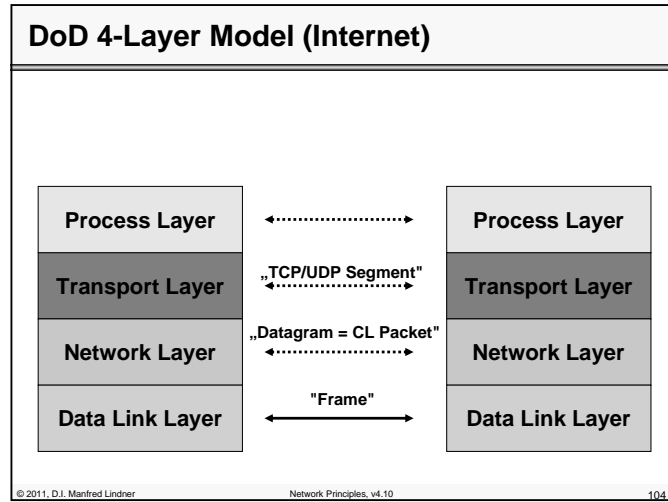 DoD 4-Layer Model (Internet)
Process Layer Process Layer
„TCP/UDP Segment"
Transport Layer Transport Layer
„Datagram = CL Packet"
Network Layer Network Layer
"Frame"
Data Link Layer Data Link Layer
© 2011, D.I. Manfred Lindner Network Principles, v4.10 104